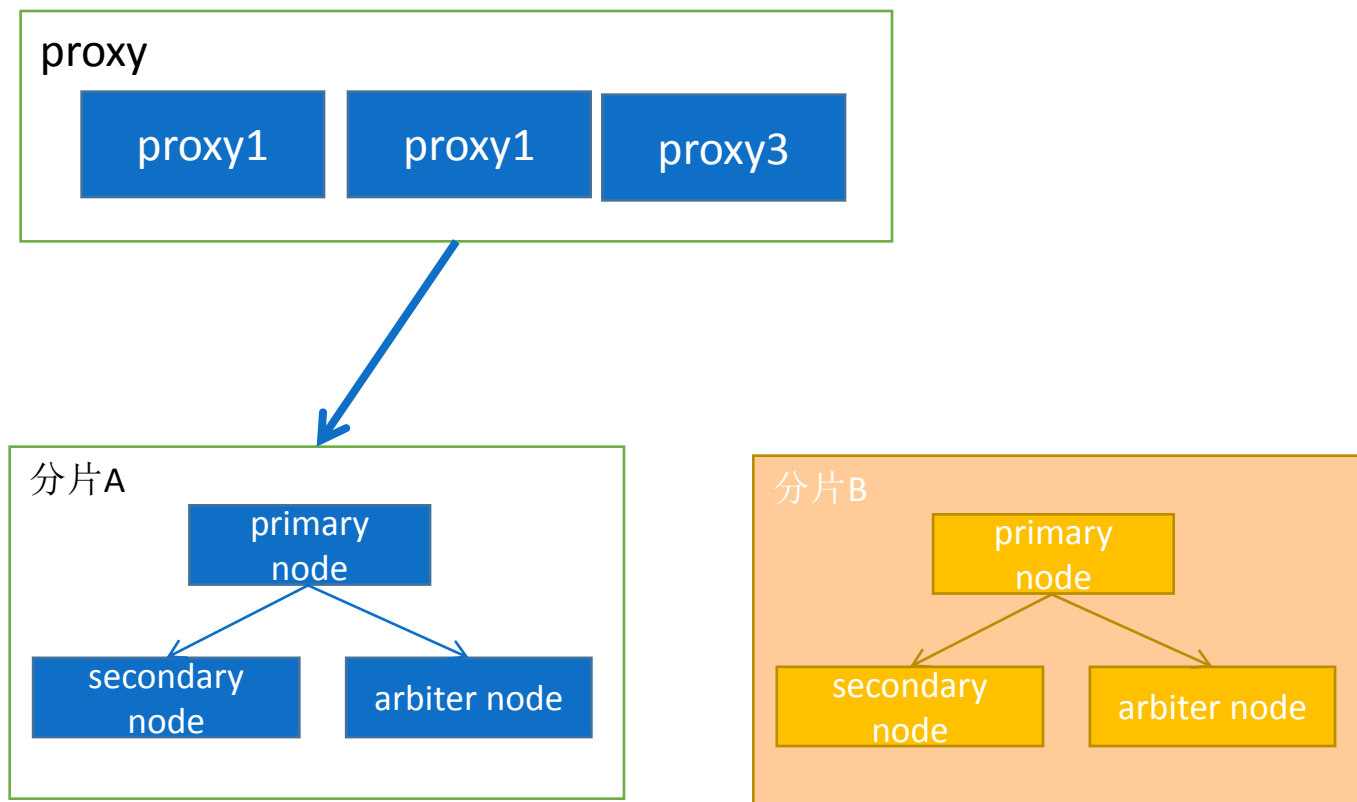 proxy
proxy1
proxy1
proxy3
分片A
primary
node
secondary
node
arbiter node
分片B
primary
node
secondary
node
arbiter node